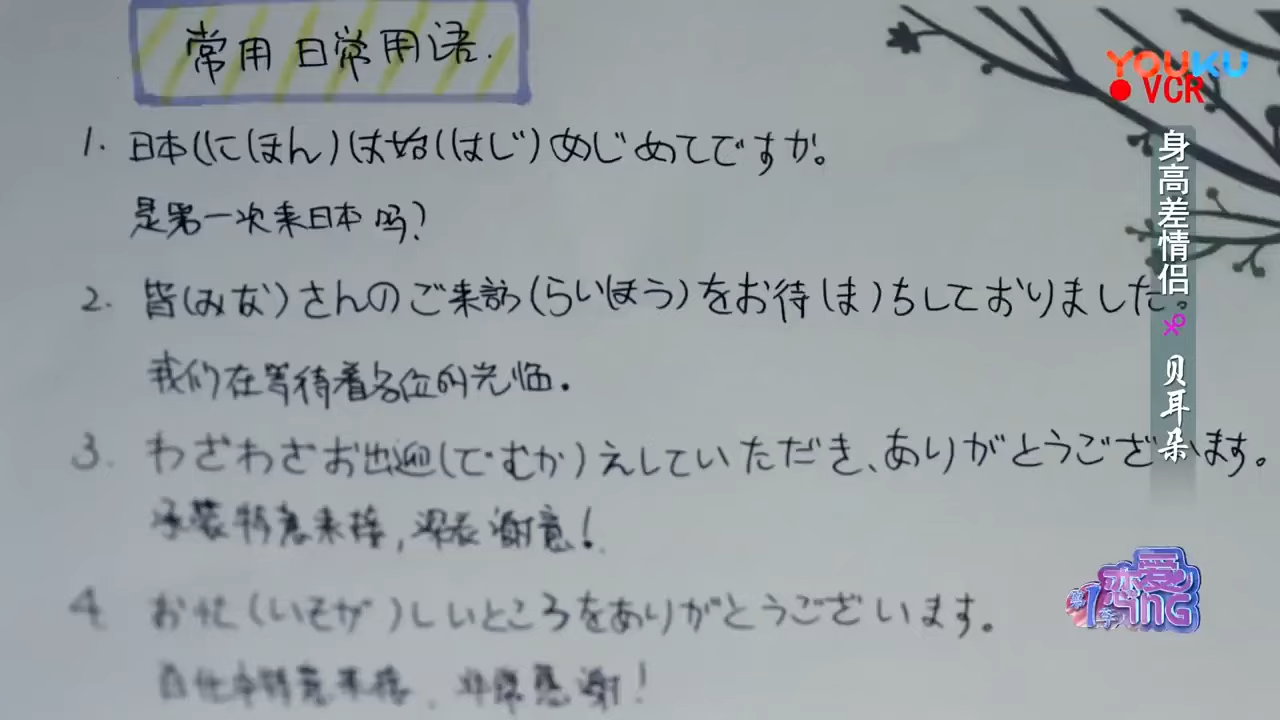 常用日常用语.
1. 日本(にほん)は始(はじ)めじめてですか。
是第一次来日本吗?
2. 皆(みな)さんのご来訪(らいほう)をお待(ま)ちしておりました。
我们在等待着各位的光临.
3. わざわざお出迎(でむか)えしていただき、ありがとうございます。
承蒙特意来接,深表谢意!
4 お忙(いそが)しいところをありがとうございます。
特意来接, 非常感谢!
YOUKU
VCR
身高差情侣
贝耳朵
恋爱ING
第1季